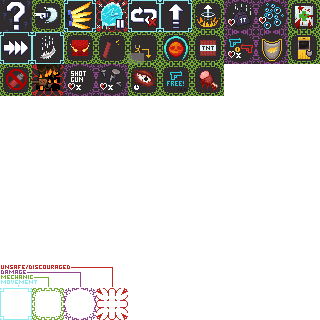 ?
TNT
SHOT
GUN
X
X
FREE!
UNSAFE/DISCOURAGED
DAMAGE
MECHANIC
MOVEMENT